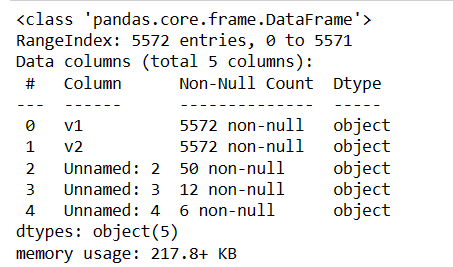 <class 'pandas.core.frame.DataFrame'>
RangeIndex: 5572 entries, 0 to 5571
Data columns (total 5 columns):
 #   Column      Non-Null Count  Dtype
---  ------      --------------  -----
 0   v1          5572 non-null   object
 1   v2          5572 non-null   object
 2   Unnamed: 2  50 non-null     object
 3   Unnamed: 3  12 non-null     object
 4   Unnamed: 4  6 non-null      object
dtypes: object(5)
memory usage: 217.8+ KB